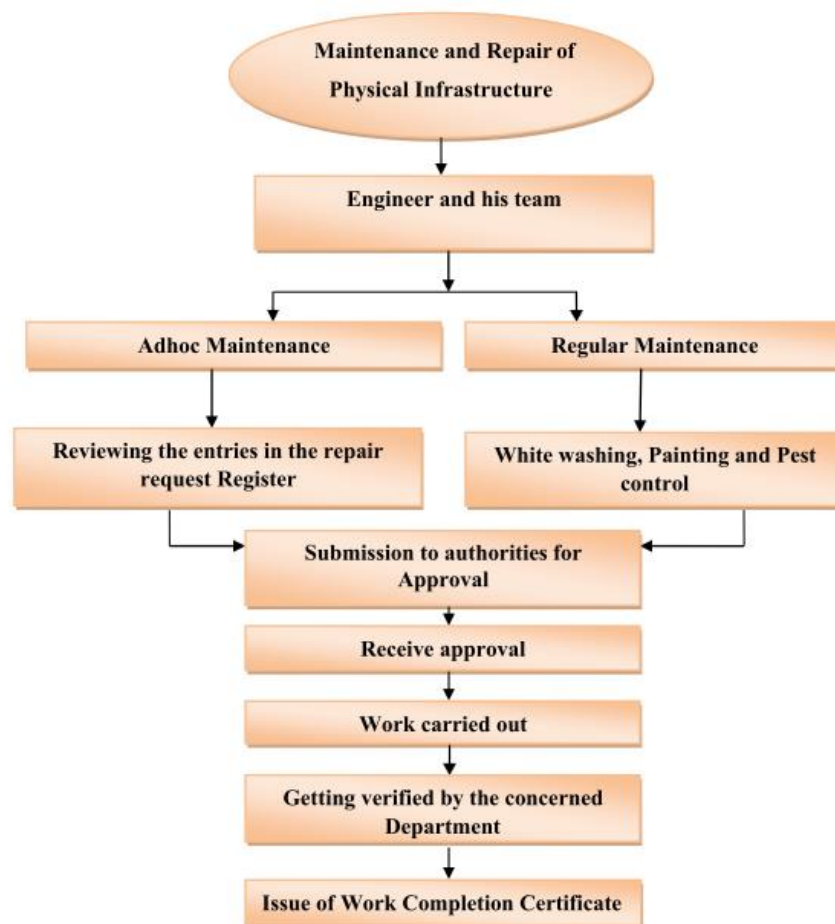 Maintenance and Repair of
Physical Infrastructure
Engineer and his team
Adhoc Maintenance
Regular Maintenance
Reviewing the entries in the repair
request Register
White washing, Painting and Pest
control
Submission to authorities for
Approval
Receive approval
Work carried out
Getting verified by the concerned
Department
Issue of Work Completion Certificate